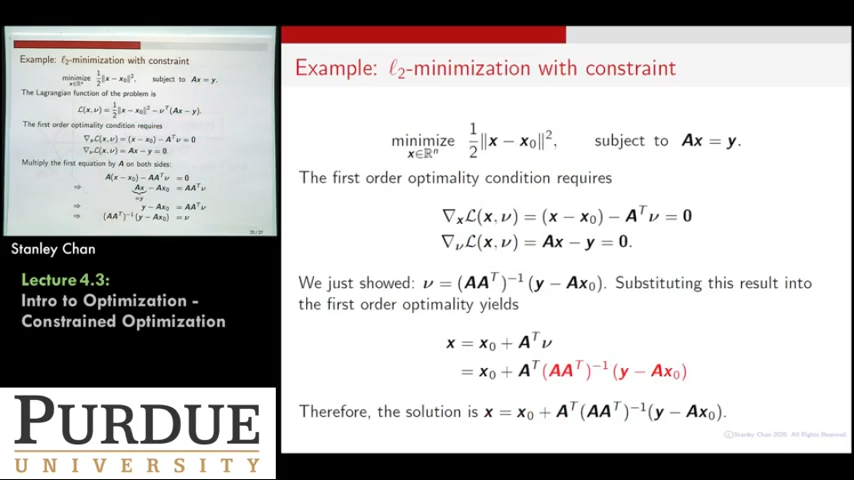 Example: ℓ₂-minimization with constraint
minimize x∈ℝⁿ ½‖x − x₀‖², subject to Ax = y.
The Lagrangian function of the problem is
ℒ(x, ν) = ½‖x − x₀‖² − νᵀ(Ax − y).
The first order optimality condition requires
∇ₓℒ(x, ν) = (x − x₀) − Aᵀν = 0
∇ᵥℒ(x, ν) = Ax − y = 0.
Multiply the first equation by A on both sides:
A(x − x₀) − AAᵀν = 0
⇒ Ax − Ax₀ = AAᵀν
=y
⇒ y − Ax₀ = AAᵀν
⇒ (AAᵀ)⁻¹(y − Ax₀) = ν
Stanley Chan
Lecture 4.3:
Intro to Optimization -
Constrained Optimization
PURDUE
UNIVERSITY
Example: ℓ₂-minimization with constraint
minimize x∈ℝⁿ ½‖x − x₀‖², subject to Ax = y.
The first order optimality condition requires
∇ₓℒ(x, ν) = (x − x₀) − Aᵀν = 0
∇ᵥℒ(x, ν) = Ax − y = 0.
We just showed: ν = (AAᵀ)⁻¹(y − Ax₀). Substituting this result into
the first order optimality yields
x = x₀ + Aᵀν
= x₀ + Aᵀ(AAᵀ)⁻¹(y − Ax₀)
Therefore, the solution is x = x₀ + Aᵀ(AAᵀ)⁻¹(y − Ax₀).
©Stanley Chan 2020. All Rights Reserved